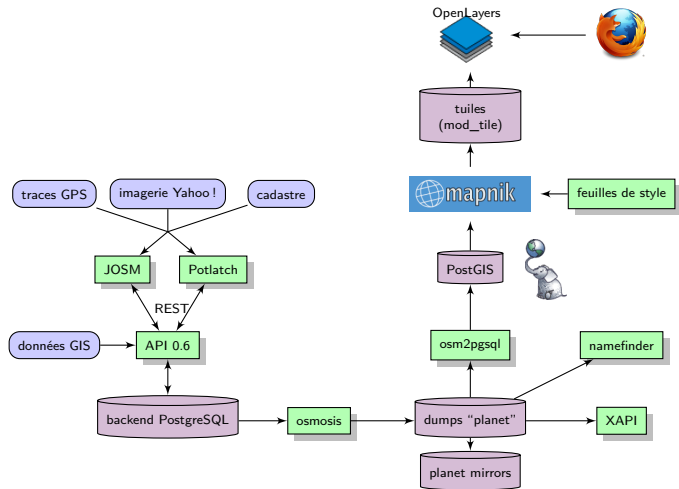 OpenLayers
tuiles
(mod_tile)
traces GPS
imagerie Yahoo !
cadastre
mapnik
feuilles de style
JOSM
Potlatch
PostGIS
REST
données GIS
API 0.6
osm2pgsql
namefinder
backend PostgreSQL
osmosis
dumps “planet”
XAPI
planet mirrors